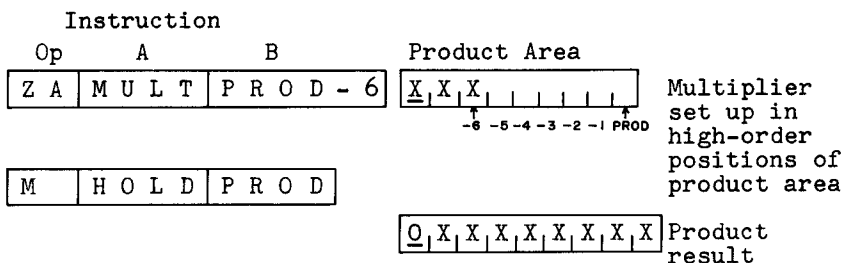 Instruction
Op A B Product Area
Z A M U L T P R O D - 6 X X X
-6 -5 -4 -3 -2 -1 PROD
Multiplier
set up in
high-order
positions of
product area
M H O L D P R O D
0 X X X X X X X X Product
result